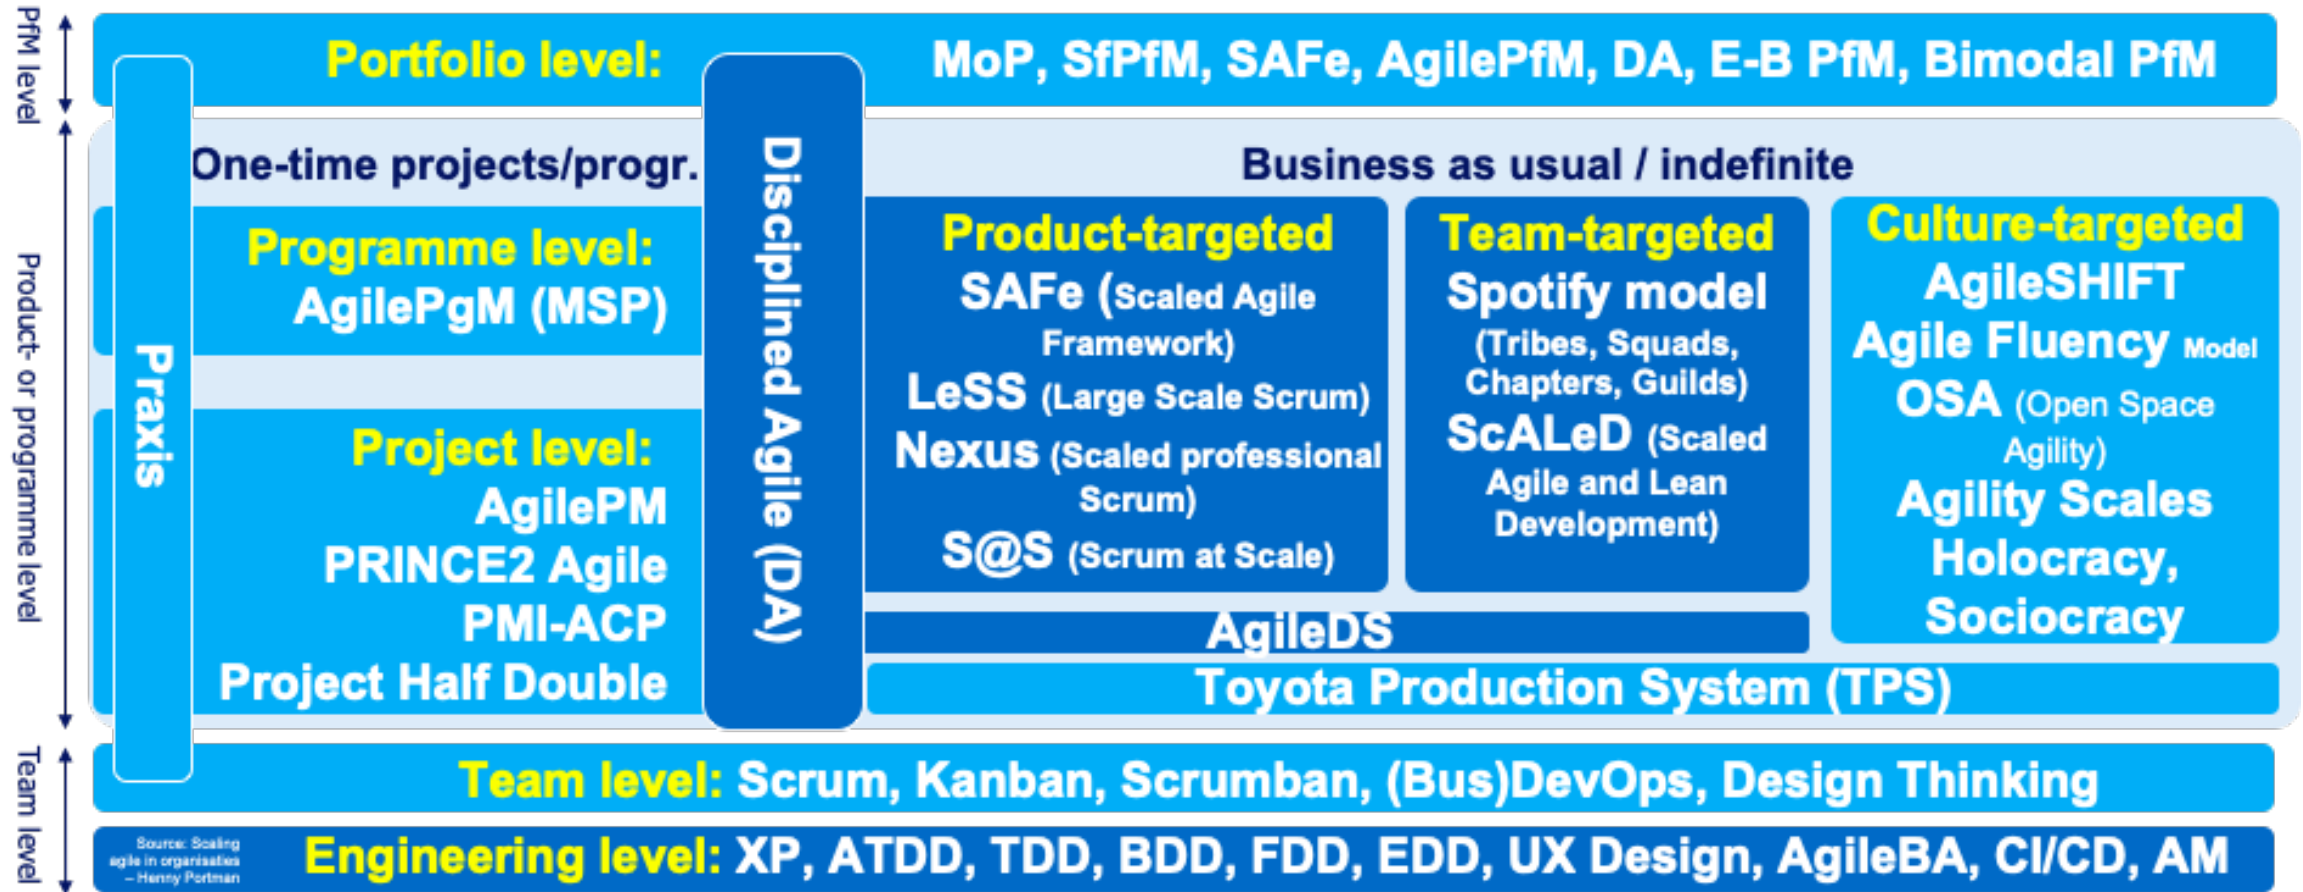 PfM level
Portfolio level:
MoP, SfPfM, SAFe, AgilePfM, DA, E-B PfM, Bimodal PfM
Product- or programme level
Praxis
One-time projects/progr.
Programme level:
AgilePgM (MSP)
Project level:
AgilePM
PRINCE2 Agile
PMI-ACP
Project Half Double
Disciplined Agile (DA)
Business as usual / indefinite
Product-targeted
SAFe (Scaled Agile
Framework)
LeSS (Large Scale Scrum)
Nexus (Scaled professional
Scrum)
S@S (Scrum at Scale)
Team-targeted
Spotify model
(Tribes, Squads,
Chapters, Guilds)
ScALeD (Scaled
Agile and Lean
Development)
Culture-targeted
AgileSHIFT
Agile Fluency Model
OSA (Open Space
Agility)
Agility Scales
Holocracy,
Sociocracy
AgileDS
Toyota Production System (TPS)
Team level
Team level: Scrum, Kanban, Scrumban, (Bus)DevOps, Design Thinking
Source: Scaling
agile in organisaties
– Henny Portman
Engineering level: XP, ATDD, TDD, BDD, FDD, EDD, UX Design, AgileBA, CI/CD, AM